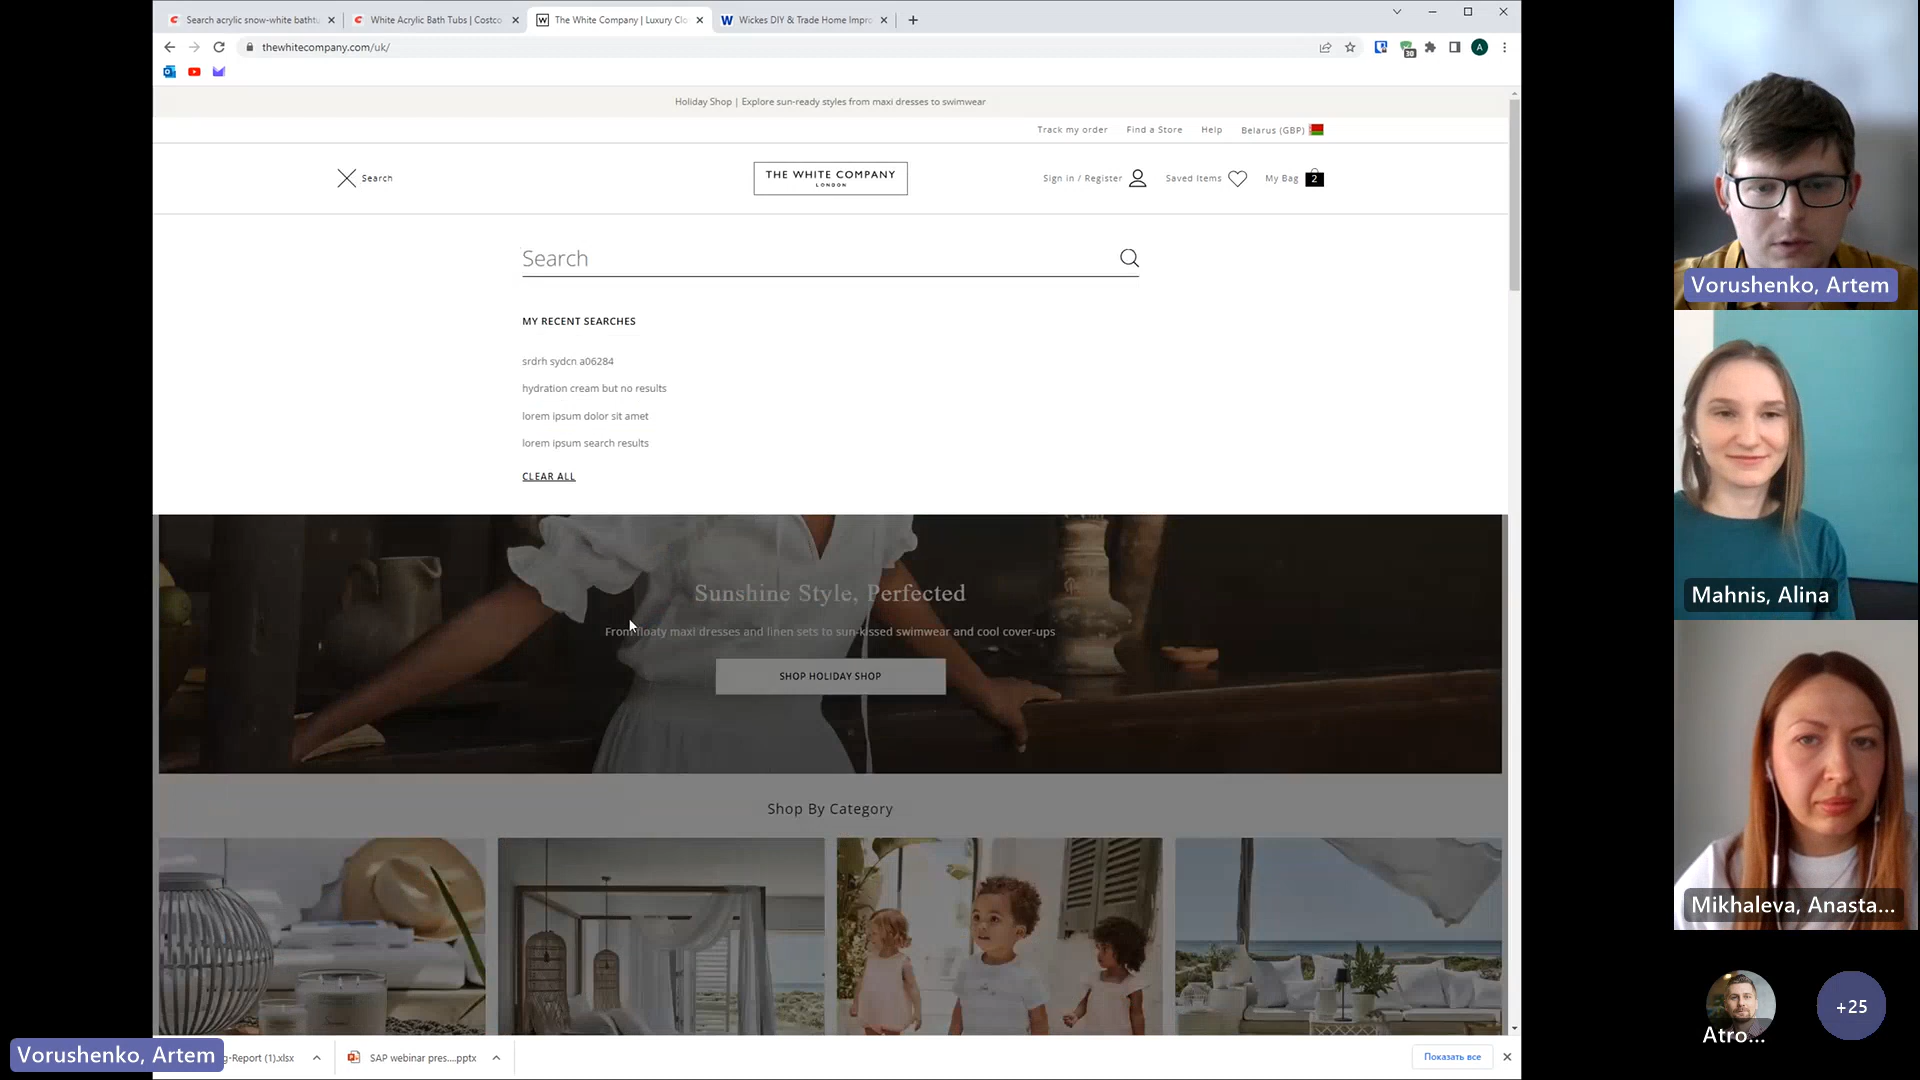 Search acrylic snow-white batht
White Acrylic Bath Tubs | Costco
The White Company | Luxury Clo
Wickes DIY & Trade Home Impro
thewhitecompany.com/uk/
30
A
Holiday Shop | Explore sun-ready styles from maxi dresses to swimwear
Track my order
Find a Store
Help
Belarus (GBP)
Search
THE WHITE COMPANY
LONDON
Sign in / Register
Saved Items
My Bag
2
Search
MY RECENT SEARCHES
srdrh sydcn a06284
hydration cream but no results
lorem ipsum dolor sit amet
lorem ipsum search results
CLEAR ALL
Sunshine Style, Perfected
From floaty maxi dresses and linen sets to sun-kissed swimwear and cool cover-ups
SHOP HOLIDAY SHOP
Shop By Category
g-Report (1).xlsx
SAP webinar pres....pptx
Показать все
Vorushenko, Artem
Vorushenko, Artem
Mahnis, Alina
Mikhaleva, Anasta...
Atro...
+25